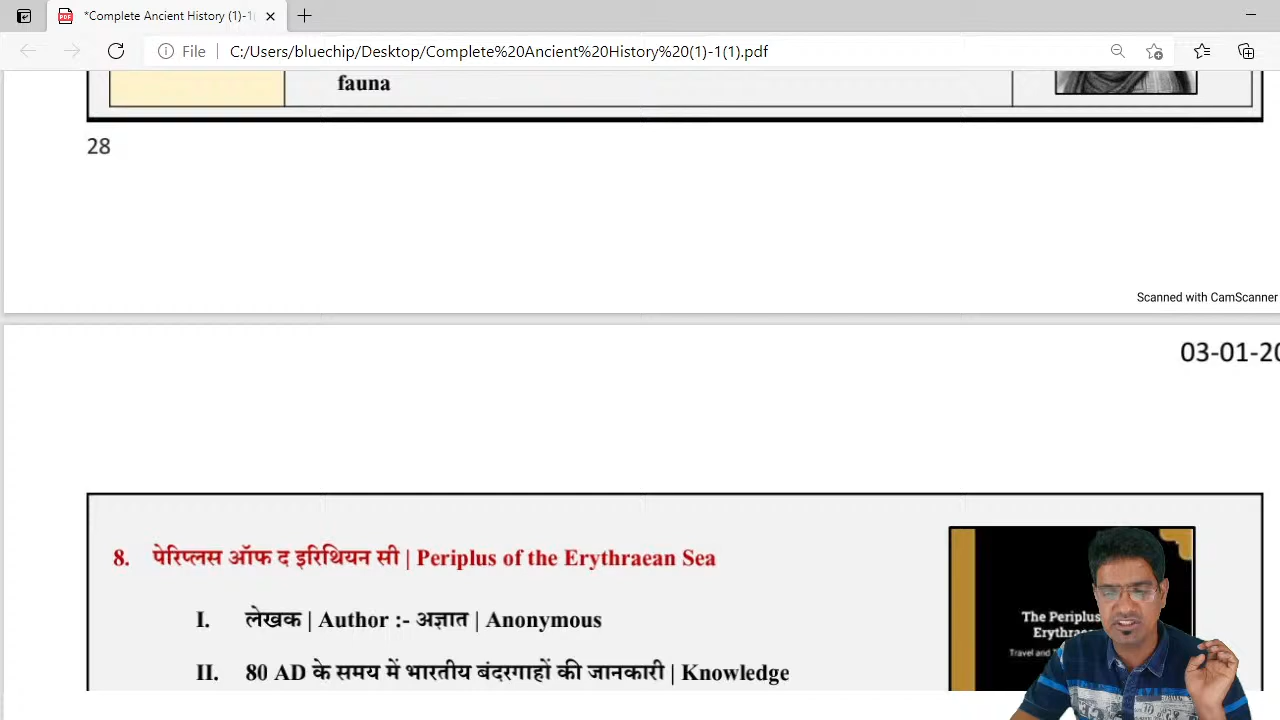 *Complete Ancient History (1)-1(
File
C:/Users/bluechip/Desktop/Complete%20Ancient%20History%20(1)-1(1).pdf
fauna
28
Scanned with CamScanner
03-01-20
8. पेरिप्लस ऑफ द इरिथियन सी | Periplus of the Erythraean Sea
The Periplus
I. लेखक | Author :- अज्ञात | Anonymous
Travel and
II. 80 AD के समय में भारतीय बंदरगाहों की जानकारी | Knowledge